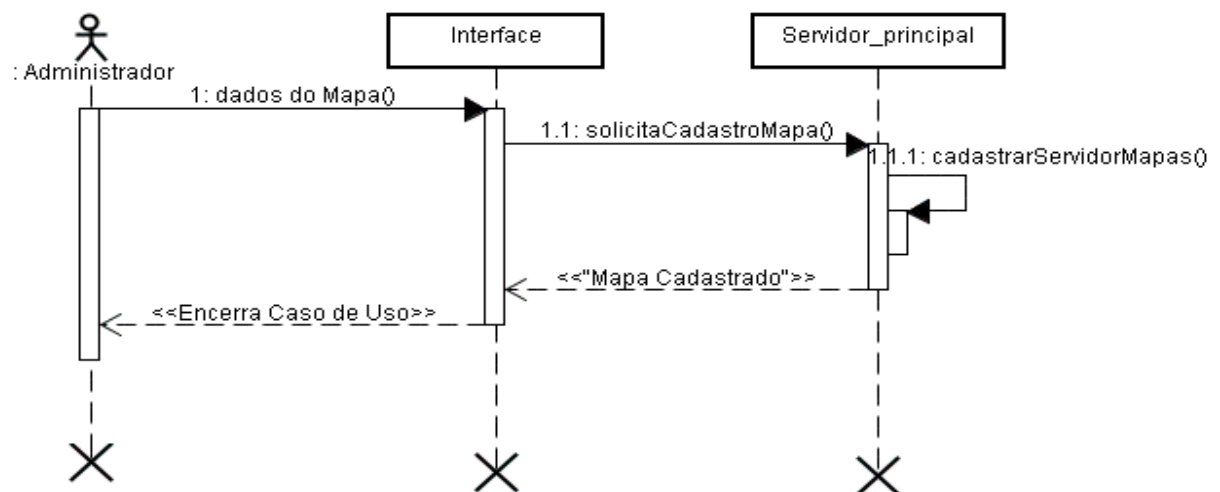 Interface
Servidor_principal
: Administrador
1: dados do Mapa()
1.1: solicitaCadastroMapa()
1.1.1: cadastrarServidorMapas()
<<"Mapa Cadastrado">>
<<Encerra Caso de Uso>>